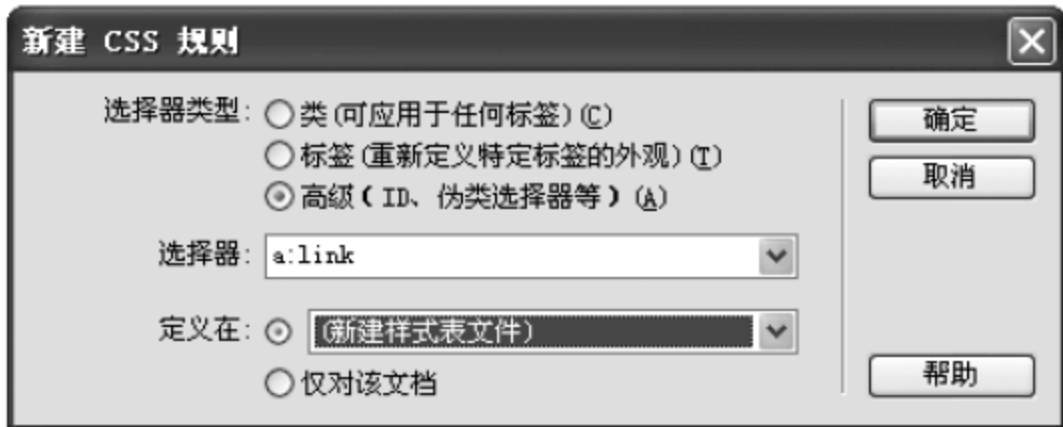 新建 CSS 规则
选择器类型: 类(可应用于任何标签)(C)
确定
标签(重新定义特定标签的外观)(T)
取消
高级(ID、伪类选择器等)(A)
选择器: a:link
定义在: (新建样式表文件)
仅对该文档
帮助